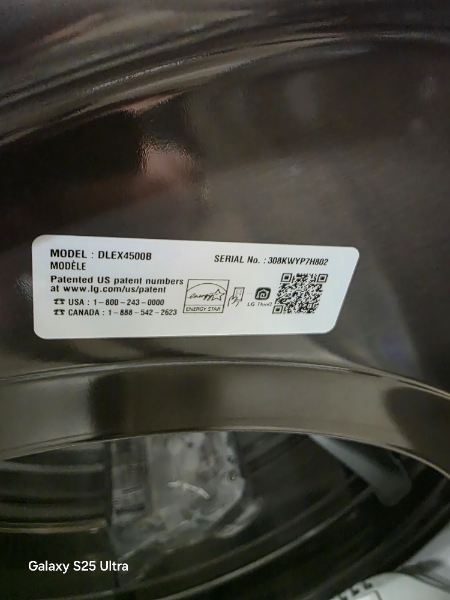 MODEL : DLEX4500B
MODÈLE
SERIAL No. : 308KWYP7H802
Patented US patent numbers
at www.lg.com/us/patent
☎ USA : 1-800-243-0000
☎ CANADA : 1-888-542-2623
ENERGY STAR
LG ThinQ
Galaxy S25 Ultra